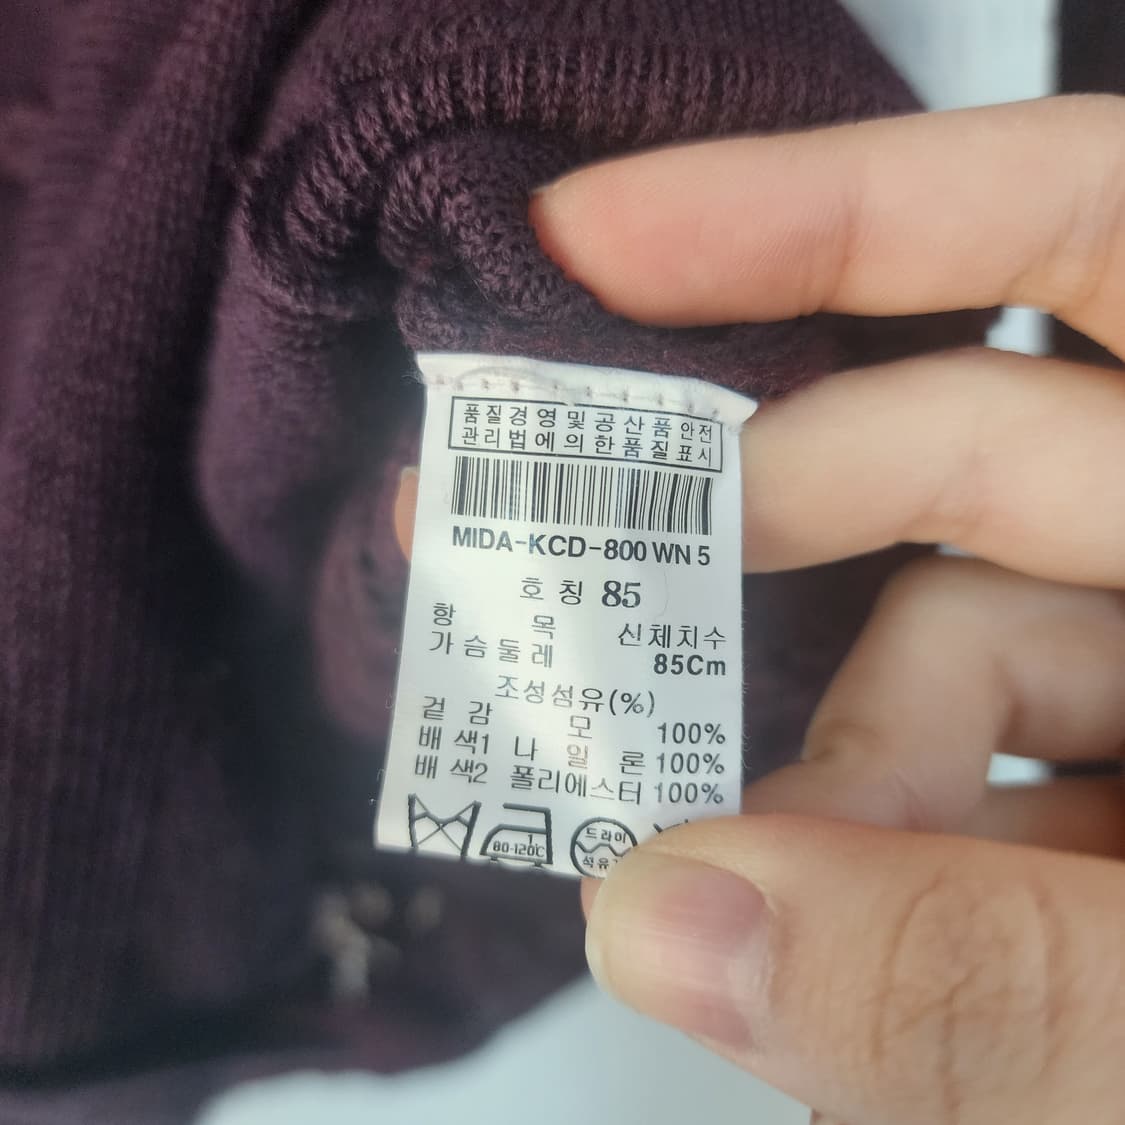 품질경영및공산품안전
관리법에의한품질표시
MIDA-KCD-800 WN 5
호칭 85
항 목 신체치수
가슴둘레 85Cm
조성섬유(%)
겉감 모 100%
배색1 나일론 100%
배색2 폴리에스터 100%
1
80-120℃
드라이
석유